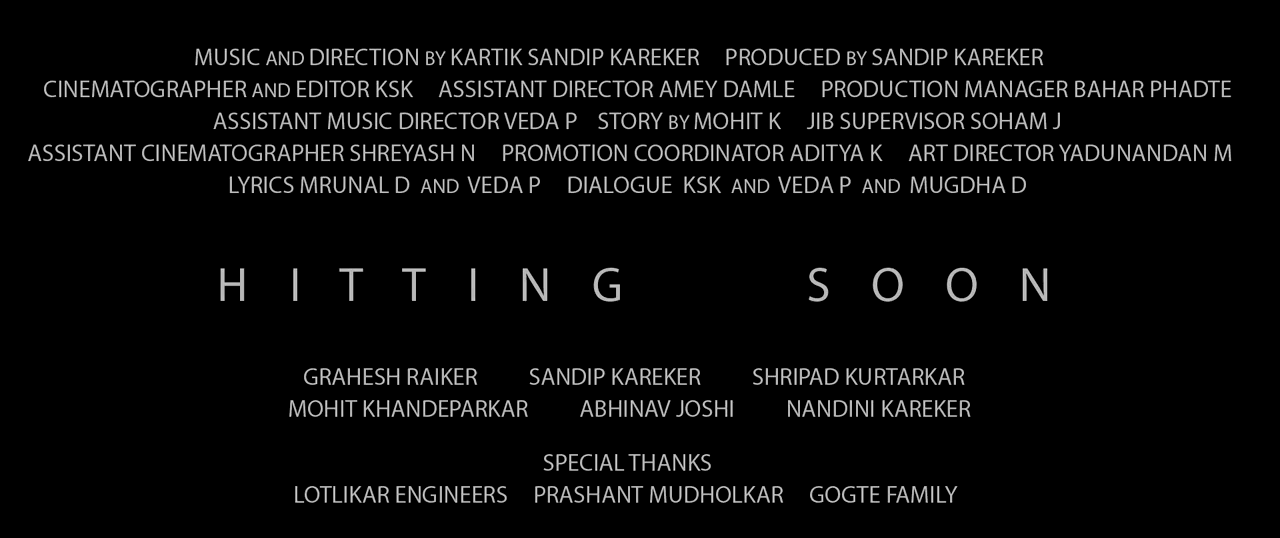 MUSIC AND DIRECTION BY KARTIK SANDIP KAREKER PRODUCED BY SANDIP KAREKER
CINEMATOGRAPHER AND EDITOR KSK ASSISTANT DIRECTOR AMEY DAMLE PRODUCTION MANAGER BAHAR PHADTE
ASSISTANT MUSIC DIRECTOR VEDA P STORY BY MOHIT K JIB SUPERVISOR SOHAM J
ASSISTANT CINEMATOGRAPHER SHREYASH N PROMOTION COORDINATOR ADITYA K ART DIRECTOR YADUNANDAN M
LYRICS MRUNAL D AND VEDA P DIALOGUE KSK AND VEDA P AND MUGDHA D
HITTING SOON
GRAHESH RAIKER SANDIP KAREKER SHRIPAD KURTARKAR
MOHIT KHANDEPARKAR ABHINAV JOSHI NANDINI KAREKER
SPECIAL THANKS
LOTLIKAR ENGINEERS PRASHANT MUDHOLKAR GOGTE FAMILY